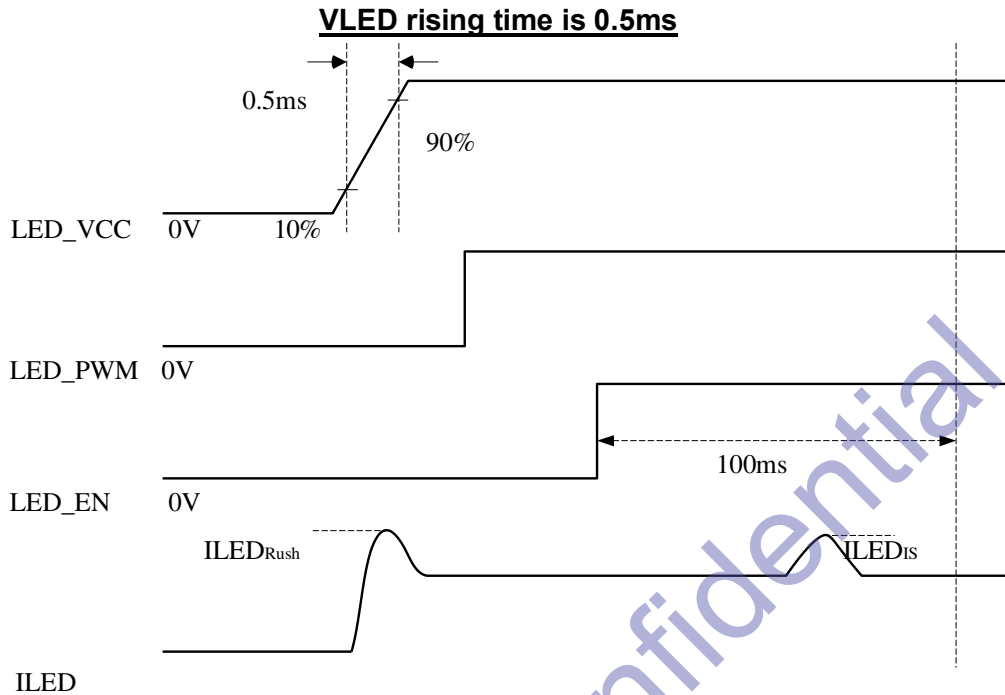 VLED rising time is 0.5ms
0.5ms
90%
LED_VCC 0V 10%
LED_PWM 0V
100ms
LED_EN 0V
ILEDRush
ILEDIS
ILED
nfidential